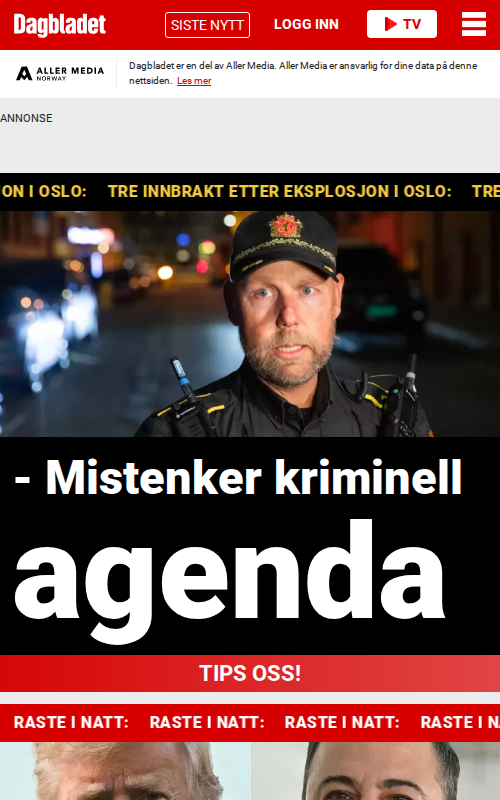 Dagbladet
SISTE NYTT
LOGG INN
TV
ALLER MEDIA
NORWAY
Dagbladet er en del av Aller Media. Aller Media er ansvarlig for dine data på denne
nettsiden. Les mer
ANNONSE
ON I OSLO: TRE INNBRAKT ETTER EKSPLOSJON I OSLO: TRE
- Mistenker kriminell
agenda
TIPS OSS!
RASTE I NATT: RASTE I NATT: RASTE I NATT: RASTE I N